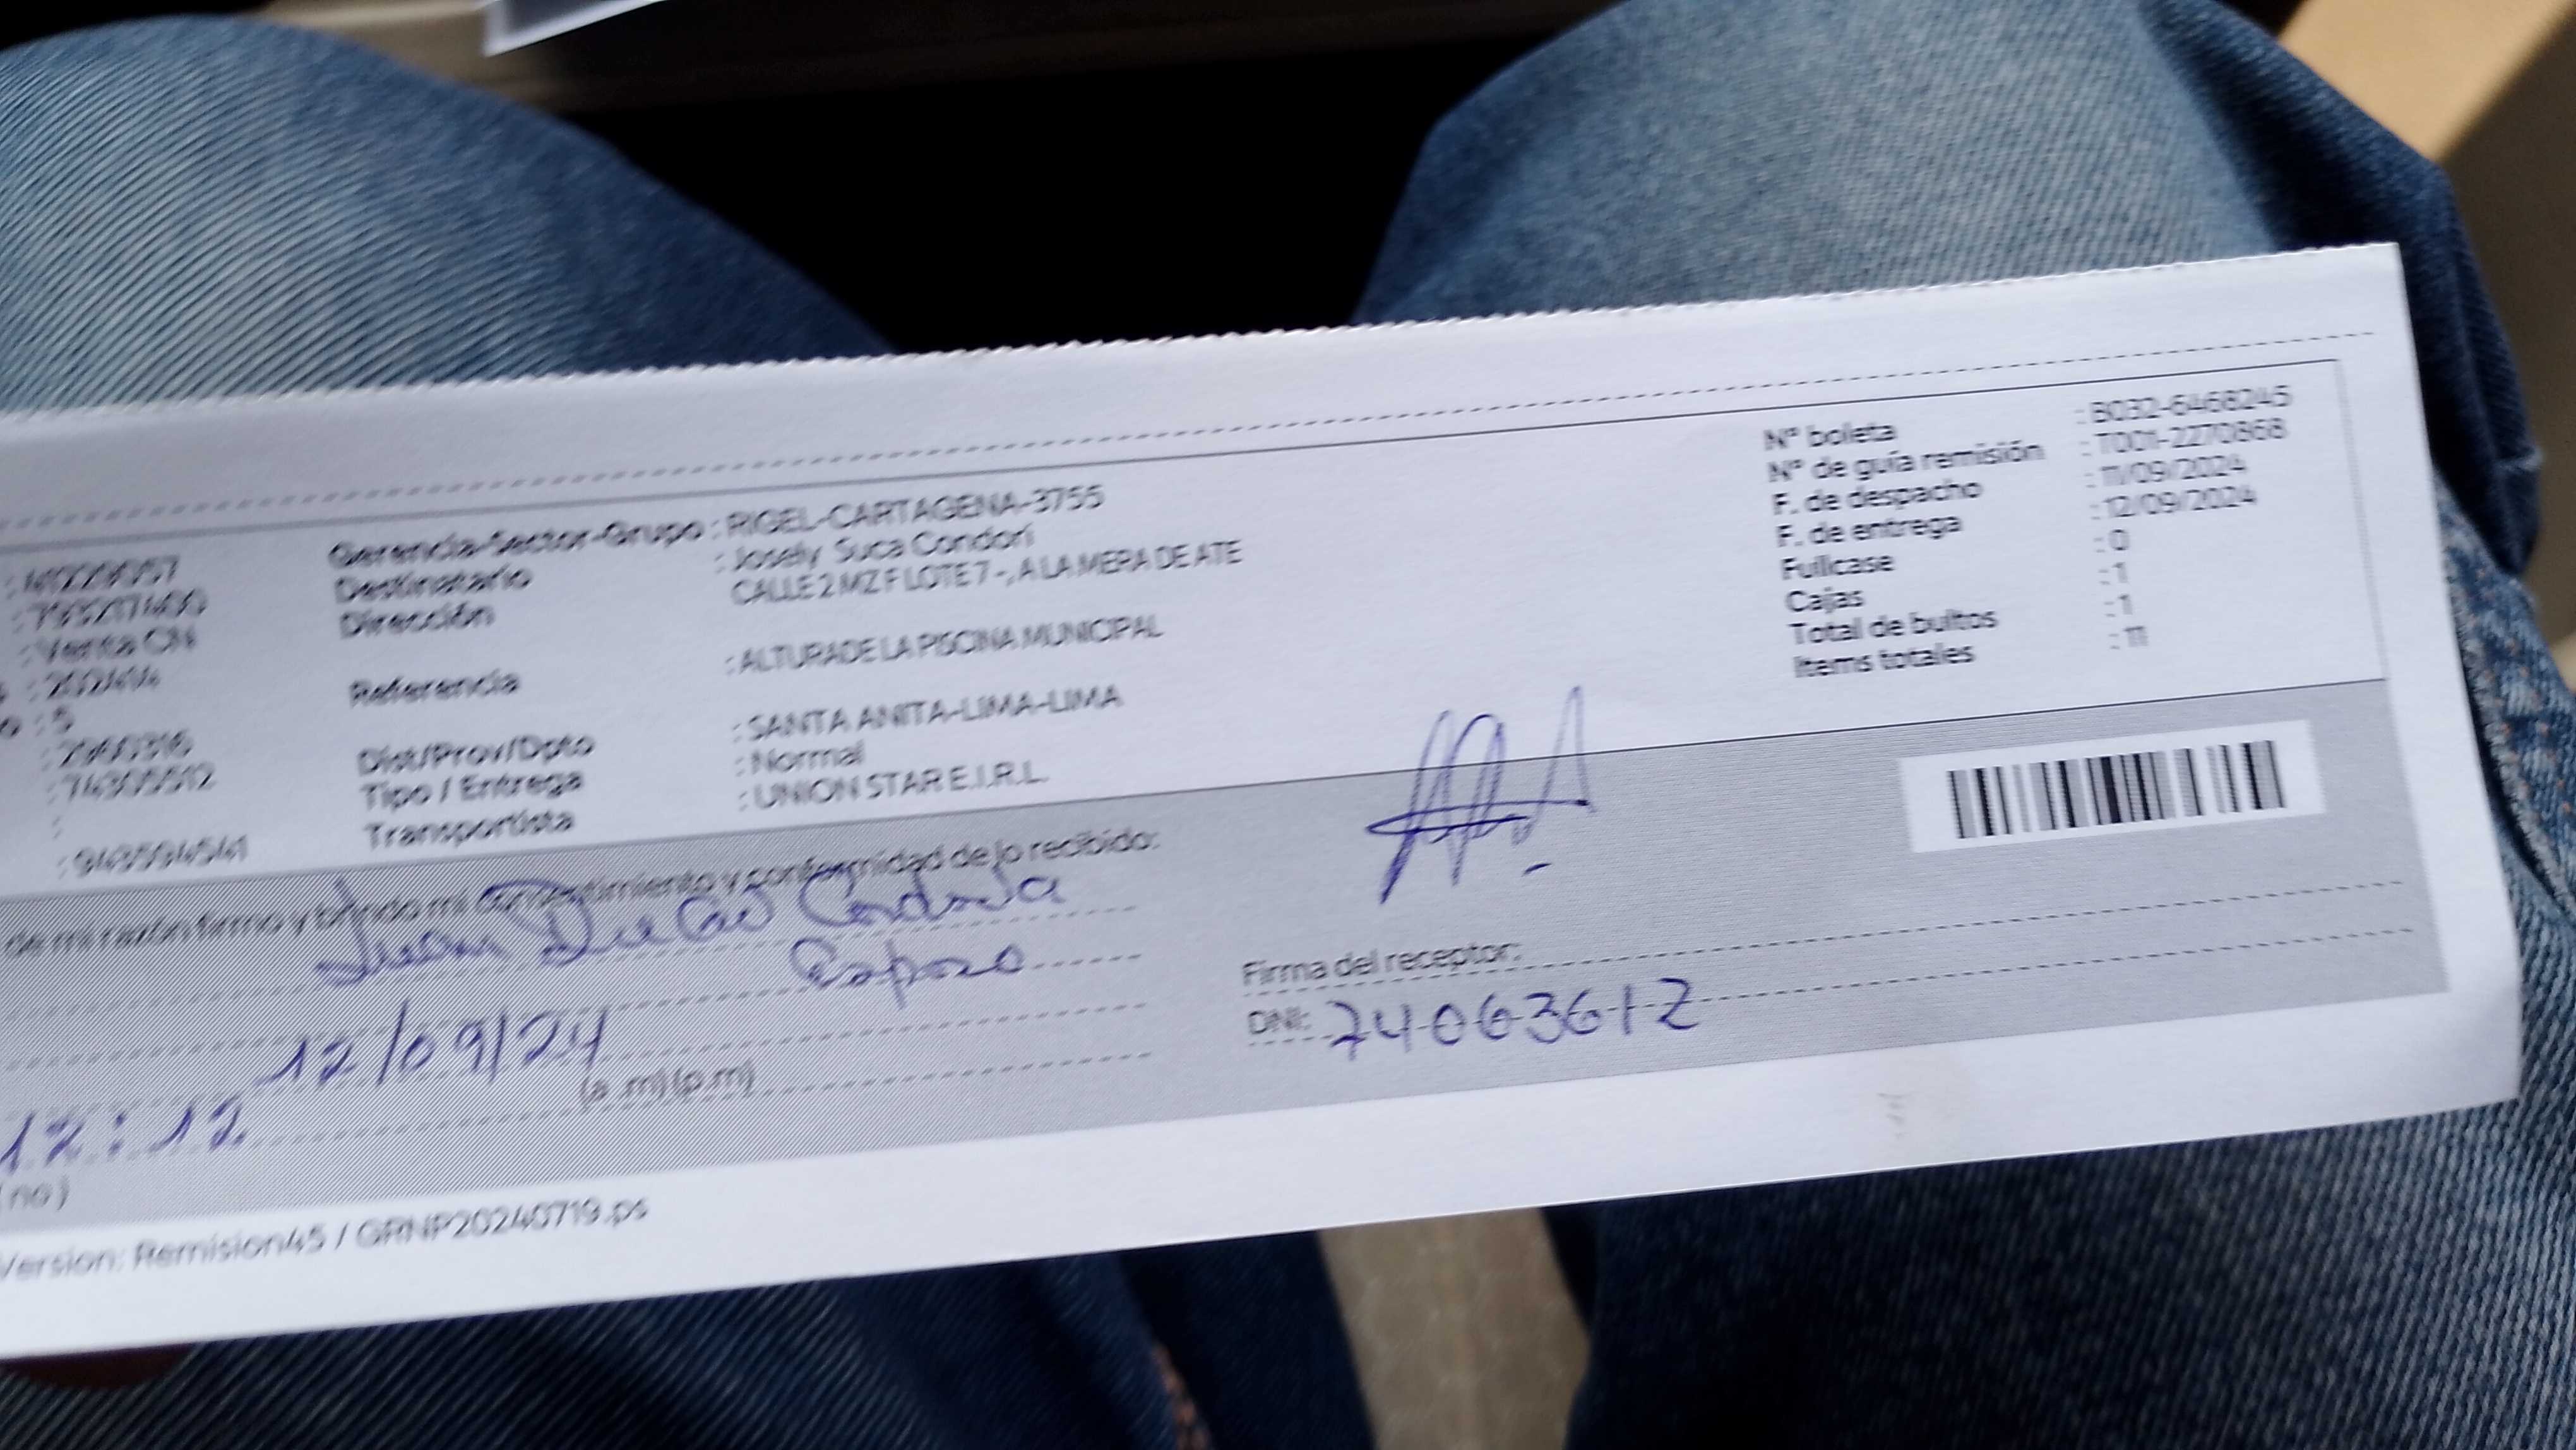 Nº boleta : B032-6468245
Nº de guía remisión : T001-2270868
F. de despacho : 11/09/2024
F. de entrega : 12/09/2024
Fullcase : 0
Cajas : 1
Total de bultos : 1
Items totales : 11
Gerencia-Sector-Grupo : RIGEL-CARTAGENA-3755
Destinatario : Josely Suca Condori
Dirección CALLE 2 MZ F LOTE 7 -, A LA MERA DE ATE
Referencia : ALTURA DE LA PISCINA MUNICIPAL
Dist/Prov/Dpto : SANTA ANITA-LIMA-LIMA
Tipo / Entrega : Normal
Transportista : UNION STAR E.I.R.L.
: Venta CN
: 5
de mi razón firmo y brindo mi consentimiento y conformidad de lo recibido:
Juan
Esposo
12/09/24
12:12 (a.m) (p.m)
Firma del receptor:
DNI: 74063612
(no)
Version: Remision45 / GRNP20240719.ps